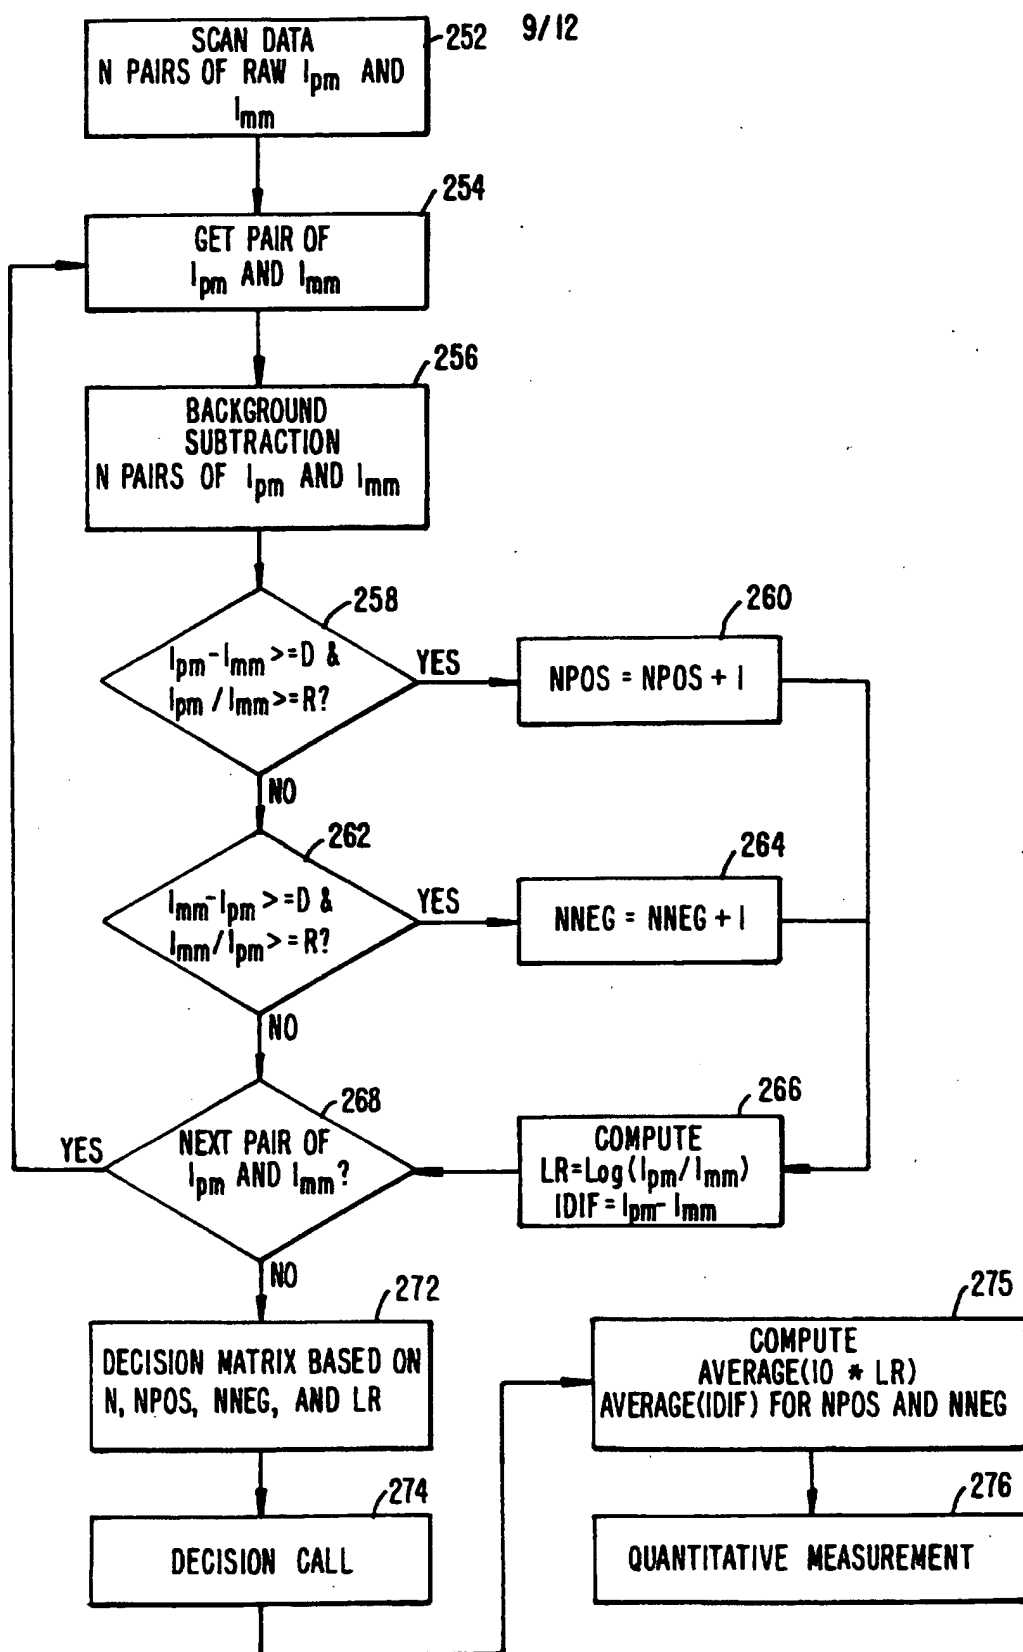 9/12
252
SCAN DATA
N PAIRS OF RAW Ipm AND
Imm
254
GET PAIR OF
Ipm AND Imm
256
BACKGROUND
SUBTRACTION
N PAIRS OF Ipm AND Imm
258
Ipm-Imm>=D &
Ipm/Imm>=R?
YES
260
NPOS = NPOS + 1
NO
262
Imm-Ipm>=D &
Imm/Ipm>=R?
YES
264
NNEG = NNEG + 1
NO
268
YES
NEXT PAIR OF
Ipm AND Imm?
266
COMPUTE
LR=Log(Ipm/Imm)
IDIF=Ipm-Imm
NO
272
DECISION MATRIX BASED ON
N, NPOS, NNEG, AND LR
274
DECISION CALL
275
COMPUTE
AVERAGE(10 * LR)
AVERAGE(IDIF) FOR NPOS AND NNEG
276
QUANTITATIVE MEASUREMENT